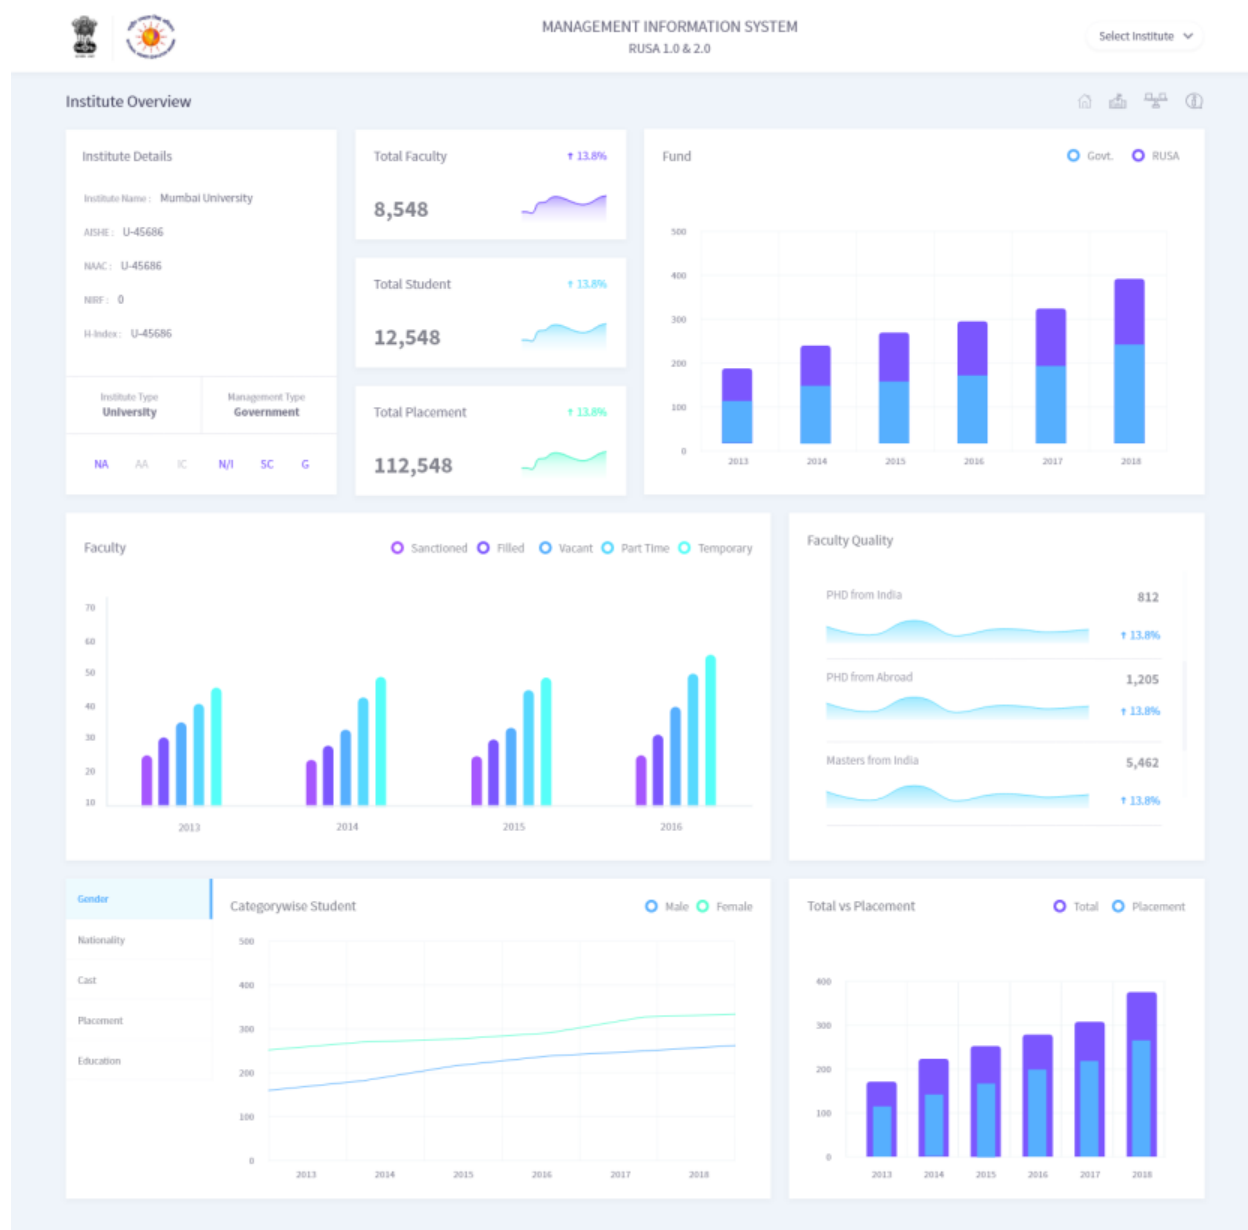 MANAGEMENT INFORMATION SYSTEM
RUSA 1.0 & 2.0
Select Institute
Institute Overview
Institute Details
Institute Name : Mumbai University
AISHE : U-45686
NAAC : U-45686
NIRF : 0
H-Index : U-45686
Institute Type
University
Management Type
Government
NA AA IC N/I SC G
Total Faculty ↑ 13.8%
8,548
Total Student ↑ 13.8%
12,548
Total Placement ↑ 13.8%
112,548
Fund Govt. RUSA
500
400
300
200
100
0
2013 2014 2015 2016 2017 2018
Faculty Sanctioned Filled Vacant Part Time Temporary
70
60
50
40
30
20
10
2013 2014 2015 2016
Faculty Quality
PHD from India 812
↑ 13.8%
PHD from Abroad 1,205
↑ 13.8%
Masters from India 5,462
↑ 13.8%
Gender
Nationality
Cast
Placement
Education
Categorywise Student Male Female
500
400
300
200
100
0
2013 2014 2015 2016 2017 2018
Total vs Placement Total Placement
400
300
200
100
0
2013 2014 2015 2016 2017 2018